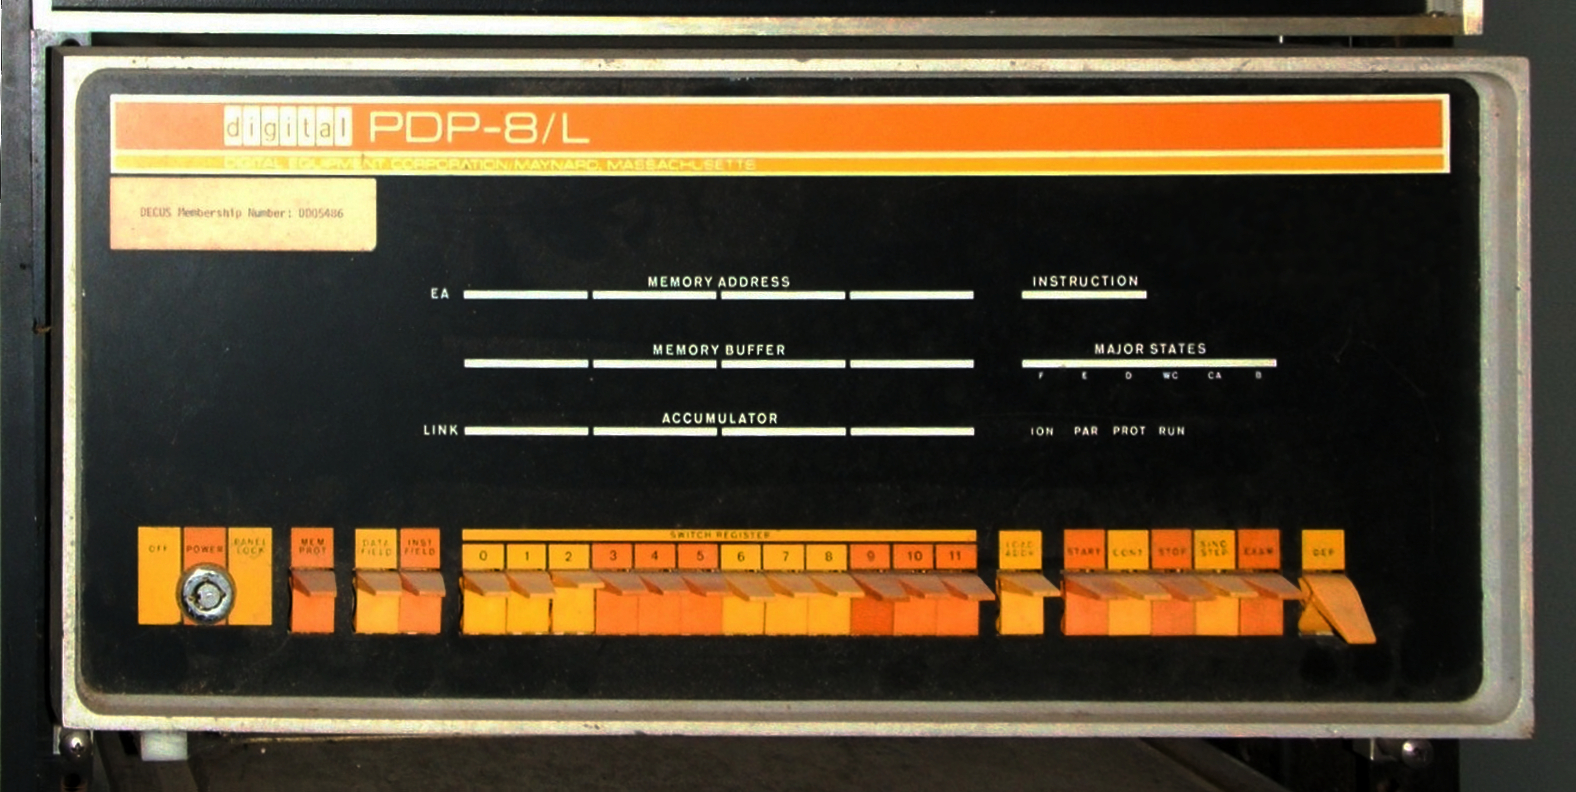 digital PDP-8/L
DIGITAL EQUIPMENT CORPORATION/MAYNARD, MASSACHUSETTS
DECUS Membership Number: DD05486
MEMORY ADDRESS
INSTRUCTION
EA
MEMORY BUFFER
MAJOR STATES
F E D WC CA B
ACCUMULATOR
LINK
ION PAR PROT RUN
OFF
POWER
PANEL
LOCK
MEM
PROT
DATA
FIELD
INST
FIELD
SWITCH REGISTER
0 1 2 3 4 5 6 7 8 9 10 11
LOAD
ADDR
START
CONT
STOP
SING
STEP
EXAM
DEP